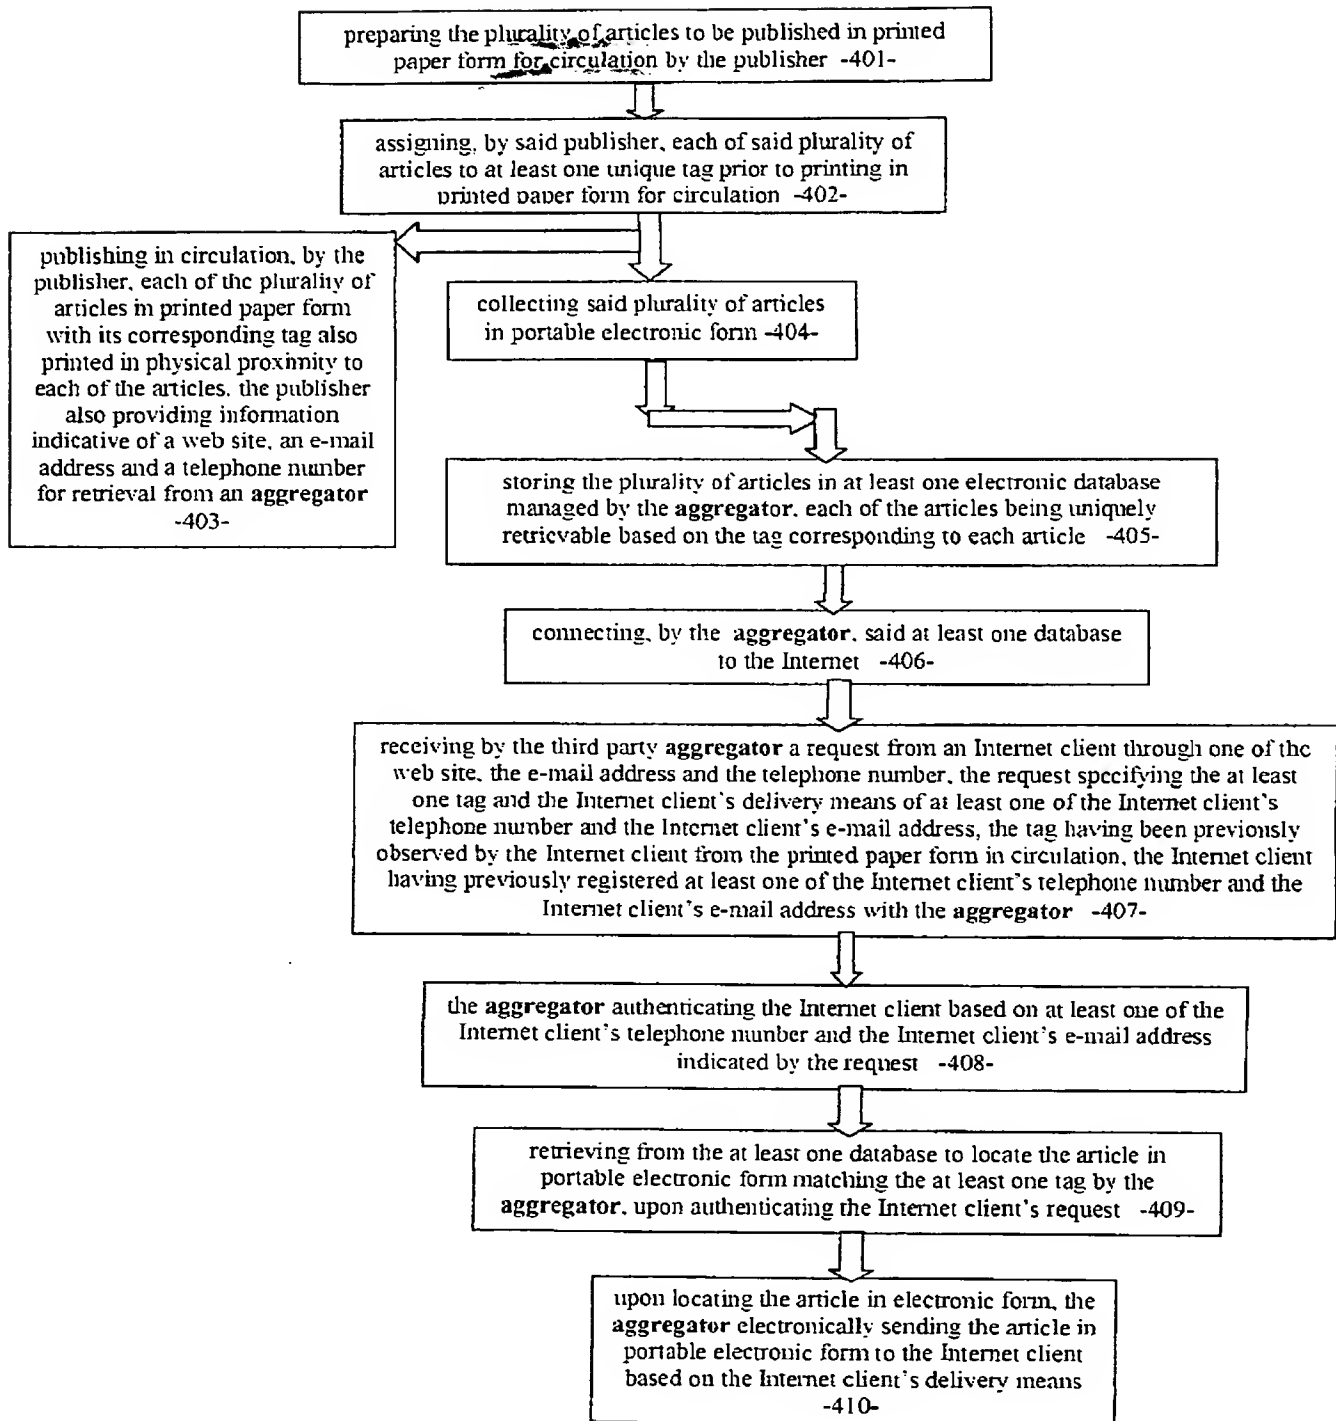 preparing the plurality of articles to be published in printed
paper form for circulation by the publisher -401-
assigning, by said publisher, each of said plurality of
articles to at least one unique tag prior to printing in
printed paper form for circulation -402-
publishing in circulation, by the
publisher, each of the plurality of
articles in printed paper form
with its corresponding tag also
printed in physical proximity to
each of the articles, the publisher
also providing information
indicative of a web site, an e-mail
address and a telephone number
for retrieval from an aggregator
-403-
collecting said plurality of articles
in portable electronic form -404-
storing the plurality of articles in at least one electronic database
managed by the aggregator, each of the articles being uniquely
retrievable based on the tag corresponding to each article -405-
connecting, by the aggregator, said at least one database
to the Internet -406-
receiving by the third party aggregator a request from an Internet client through one of the
web site, the e-mail address and the telephone number, the request specifying the at least
one tag and the Internet client's delivery means of at least one of the Internet client's
telephone number and the Internet client's e-mail address, the tag having been previously
observed by the Internet client from the printed paper form in circulation, the Internet client
having previously registered at least one of the Internet client's telephone number and the
Internet client's e-mail address with the aggregator -407-
the aggregator authenticating the Internet client based on at least one of the
Internet client's telephone number and the Internet client's e-mail address
indicated by the request -408-
retrieving from the at least one database to locate the article in
portable electronic form matching the at least one tag by the
aggregator, upon authenticating the Internet client's request -409-
upon locating the article in electronic form, the
aggregator electronically sending the article in
portable electronic form to the Internet client
based on the Internet client's delivery means
-410-